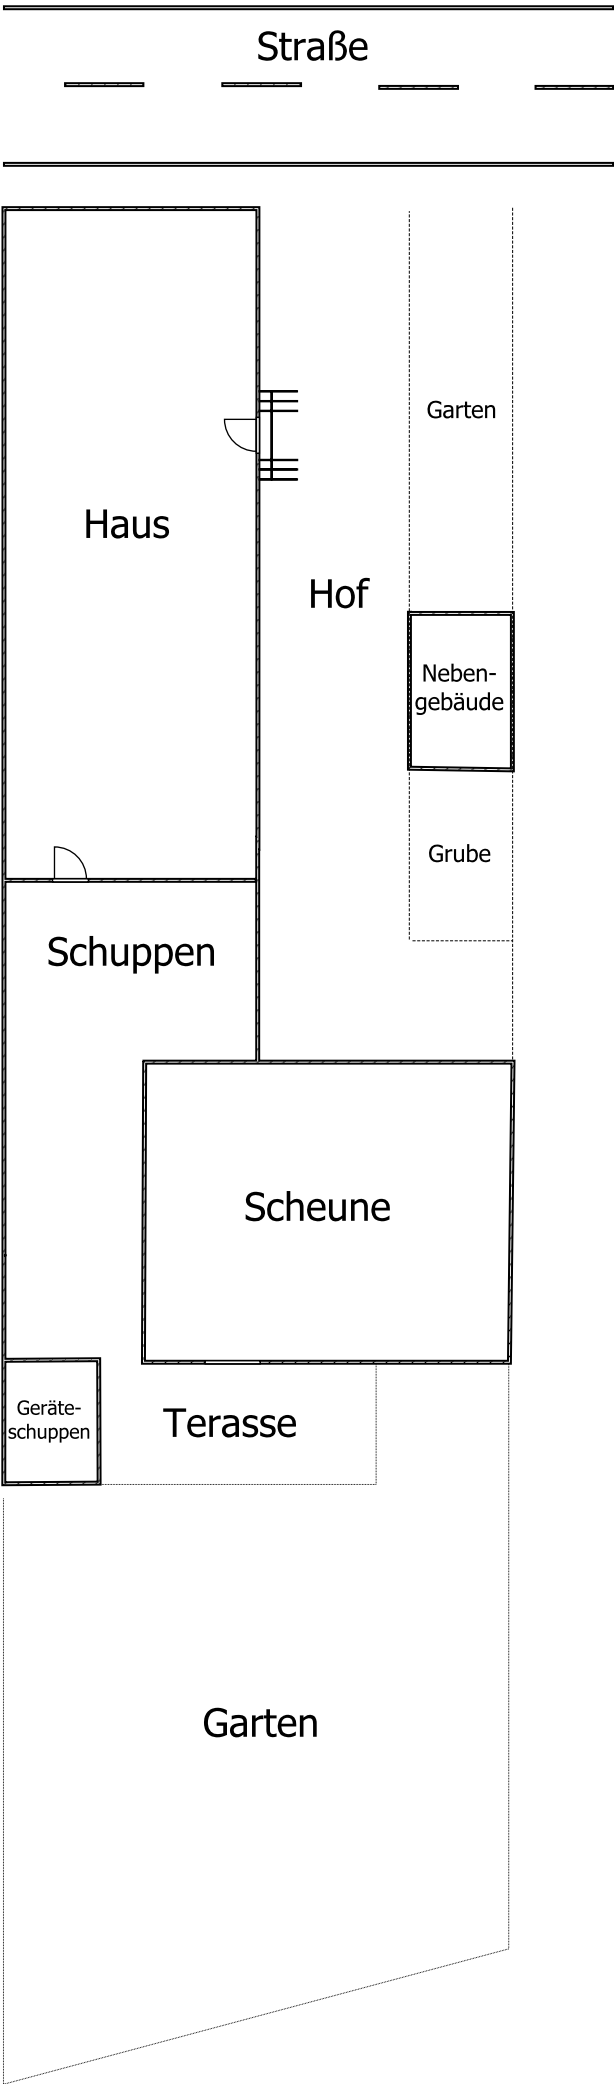 Straße
Garten
Haus
Hof
Neben-
gebäude
Grube
Schuppen
Scheune
Geräte-
schuppen
Terasse
Garten